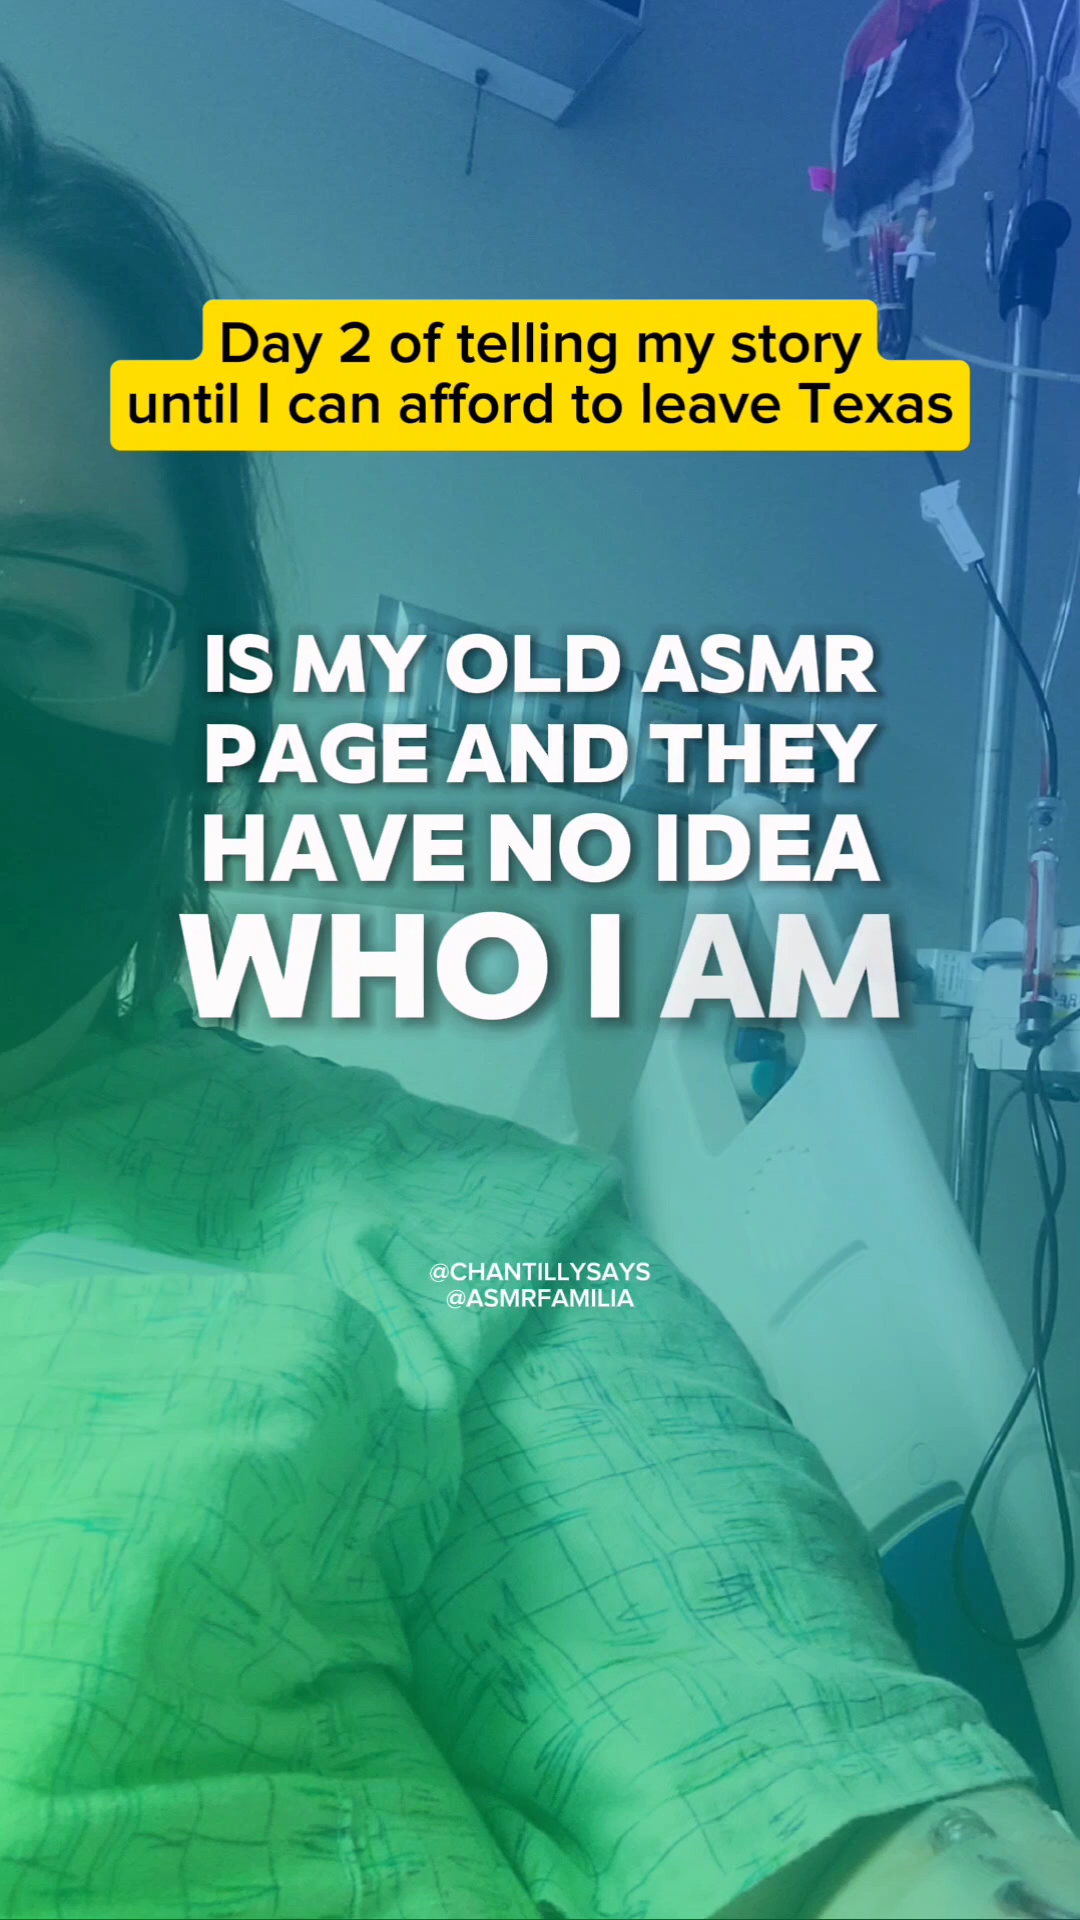 Day 2 of telling my story
until I can afford to leave Texas
IS MY OLD ASMR
PAGE AND THEY
HAVE NO IDEA
WHO I AM
@CHANTILLYSAYS
@ASMRFAMILIA